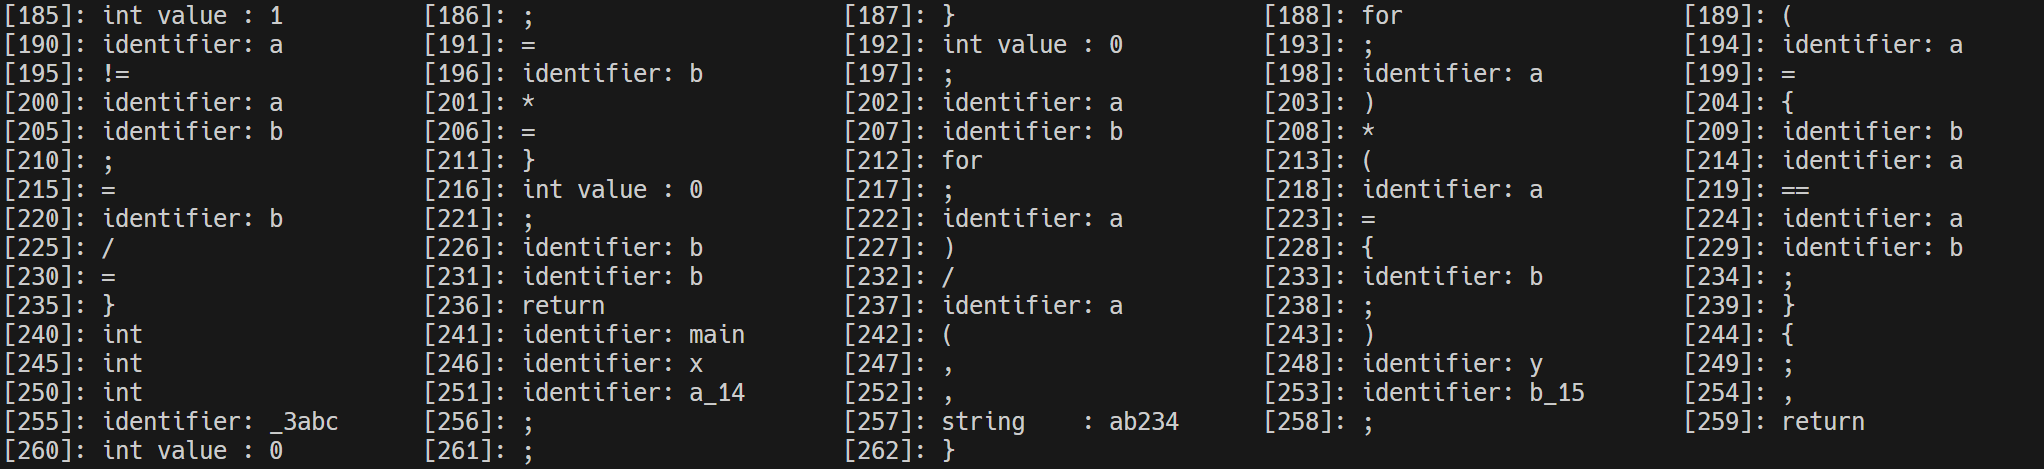 [185]: int value : 1 [186]: ; [187]: } [188]: for [189]: (
[190]: identifier: a [191]: = [192]: int value : 0 [193]: ; [194]: identifier: a
[195]: != [196]: identifier: b [197]: ; [198]: identifier: a [199]: =
[200]: identifier: a [201]: * [202]: identifier: a [203]: ) [204]: {
[205]: identifier: b [206]: = [207]: identifier: b [208]: * [209]: identifier: b
[210]: ; [211]: } [212]: for [213]: ( [214]: identifier: a
[215]: = [216]: int value : 0 [217]: ; [218]: identifier: a [219]: ==
[220]: identifier: b [221]: ; [222]: identifier: a [223]: = [224]: identifier: a
[225]: / [226]: identifier: b [227]: ) [228]: { [229]: identifier: b
[230]: = [231]: identifier: b [232]: / [233]: identifier: b [234]: ;
[235]: } [236]: return [237]: identifier: a [238]: ; [239]: }
[240]: int [241]: identifier: main [242]: ( [243]: ) [244]: {
[245]: int [246]: identifier: x [247]: , [248]: identifier: y [249]: ;
[250]: int [251]: identifier: a_14 [252]: , [253]: identifier: b_15 [254]: ,
[255]: identifier: _3abc [256]: ; [257]: string : ab234 [258]: ; [259]: return
[260]: int value : 0 [261]: ; [262]: }